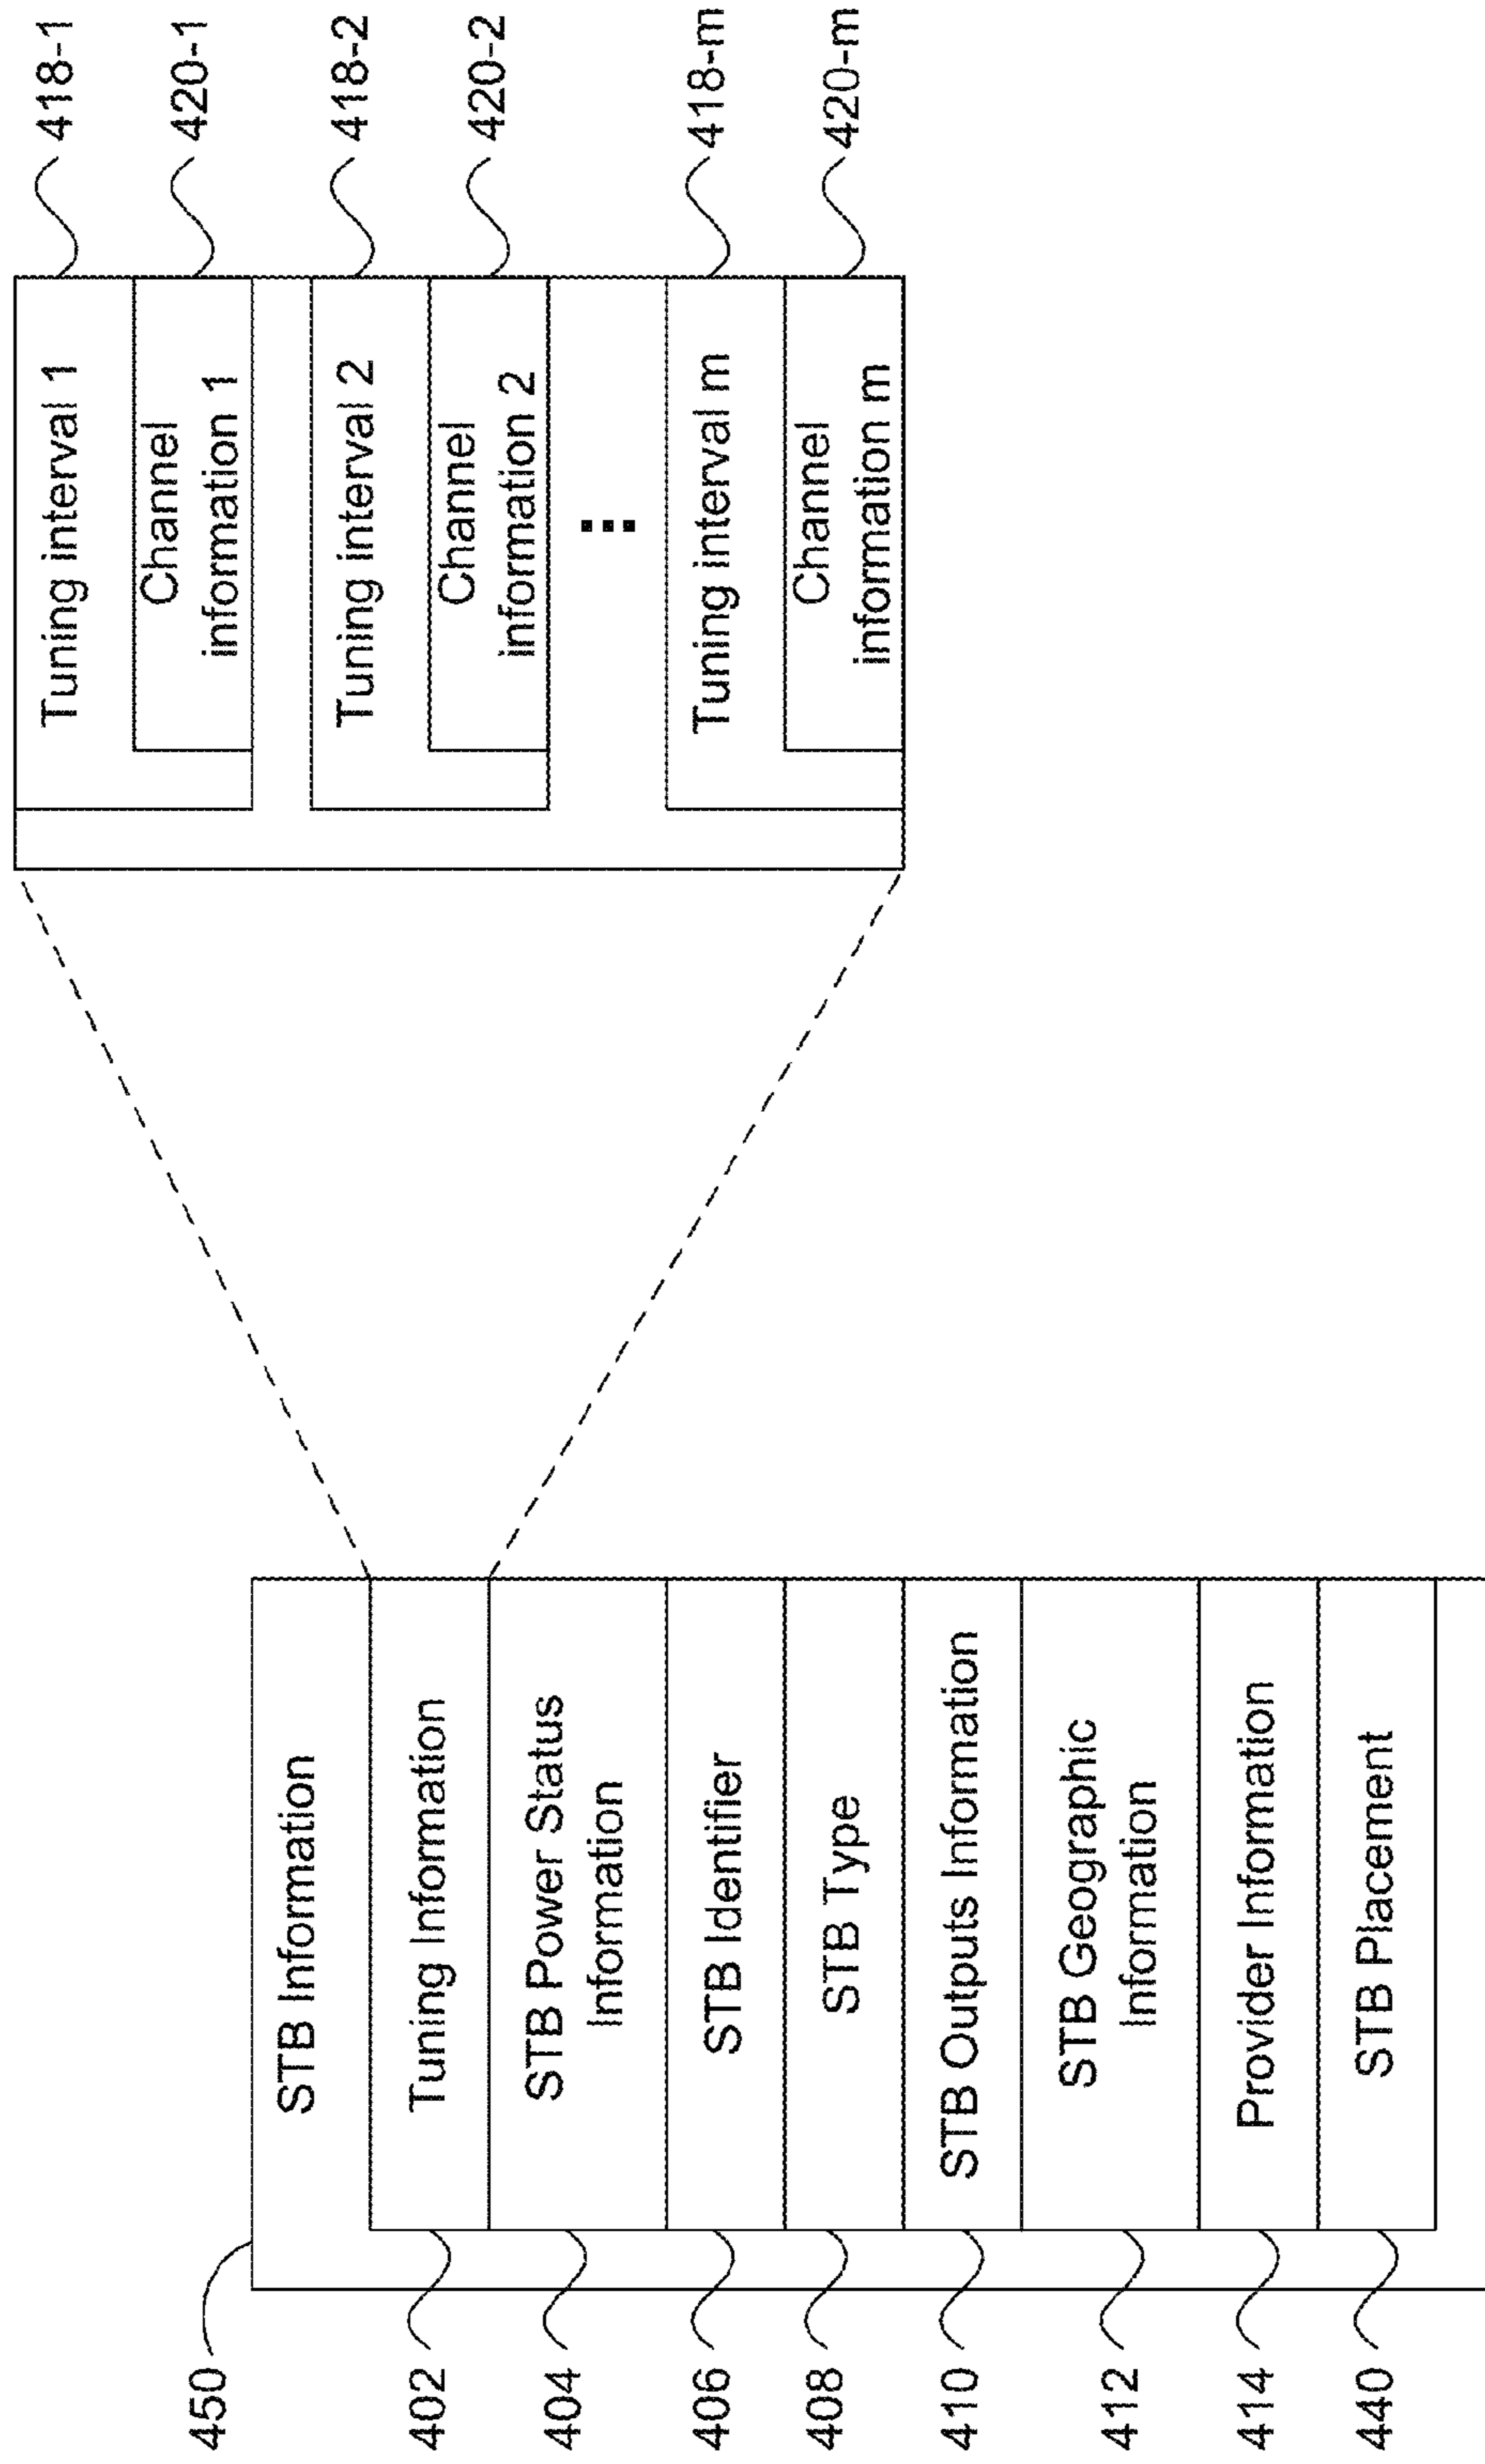 450
STB Information
402
Tuning Information
404
STB Power Status
Information
406
STB Identifier
408
STB Type
410
STB Outputs Information
412
STB Geographic
Information
414
Provider Information
440
STB Placement
Tuning interval 1
418-1
Channel
information 1
420-1
Tuning interval 2
418-2
Channel
information 2
420-2
Tuning interval m
418-m
Channel
information m
420-m